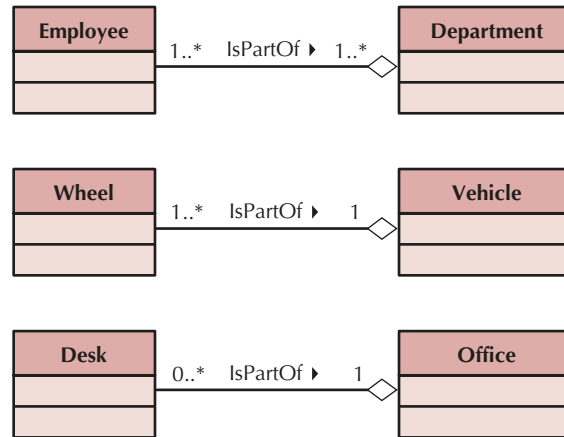 Employee Department
1..* IsPartOf 1..*
Wheel Vehicle
1..* IsPartOf 1
Desk Office
0..* IsPartOf 1